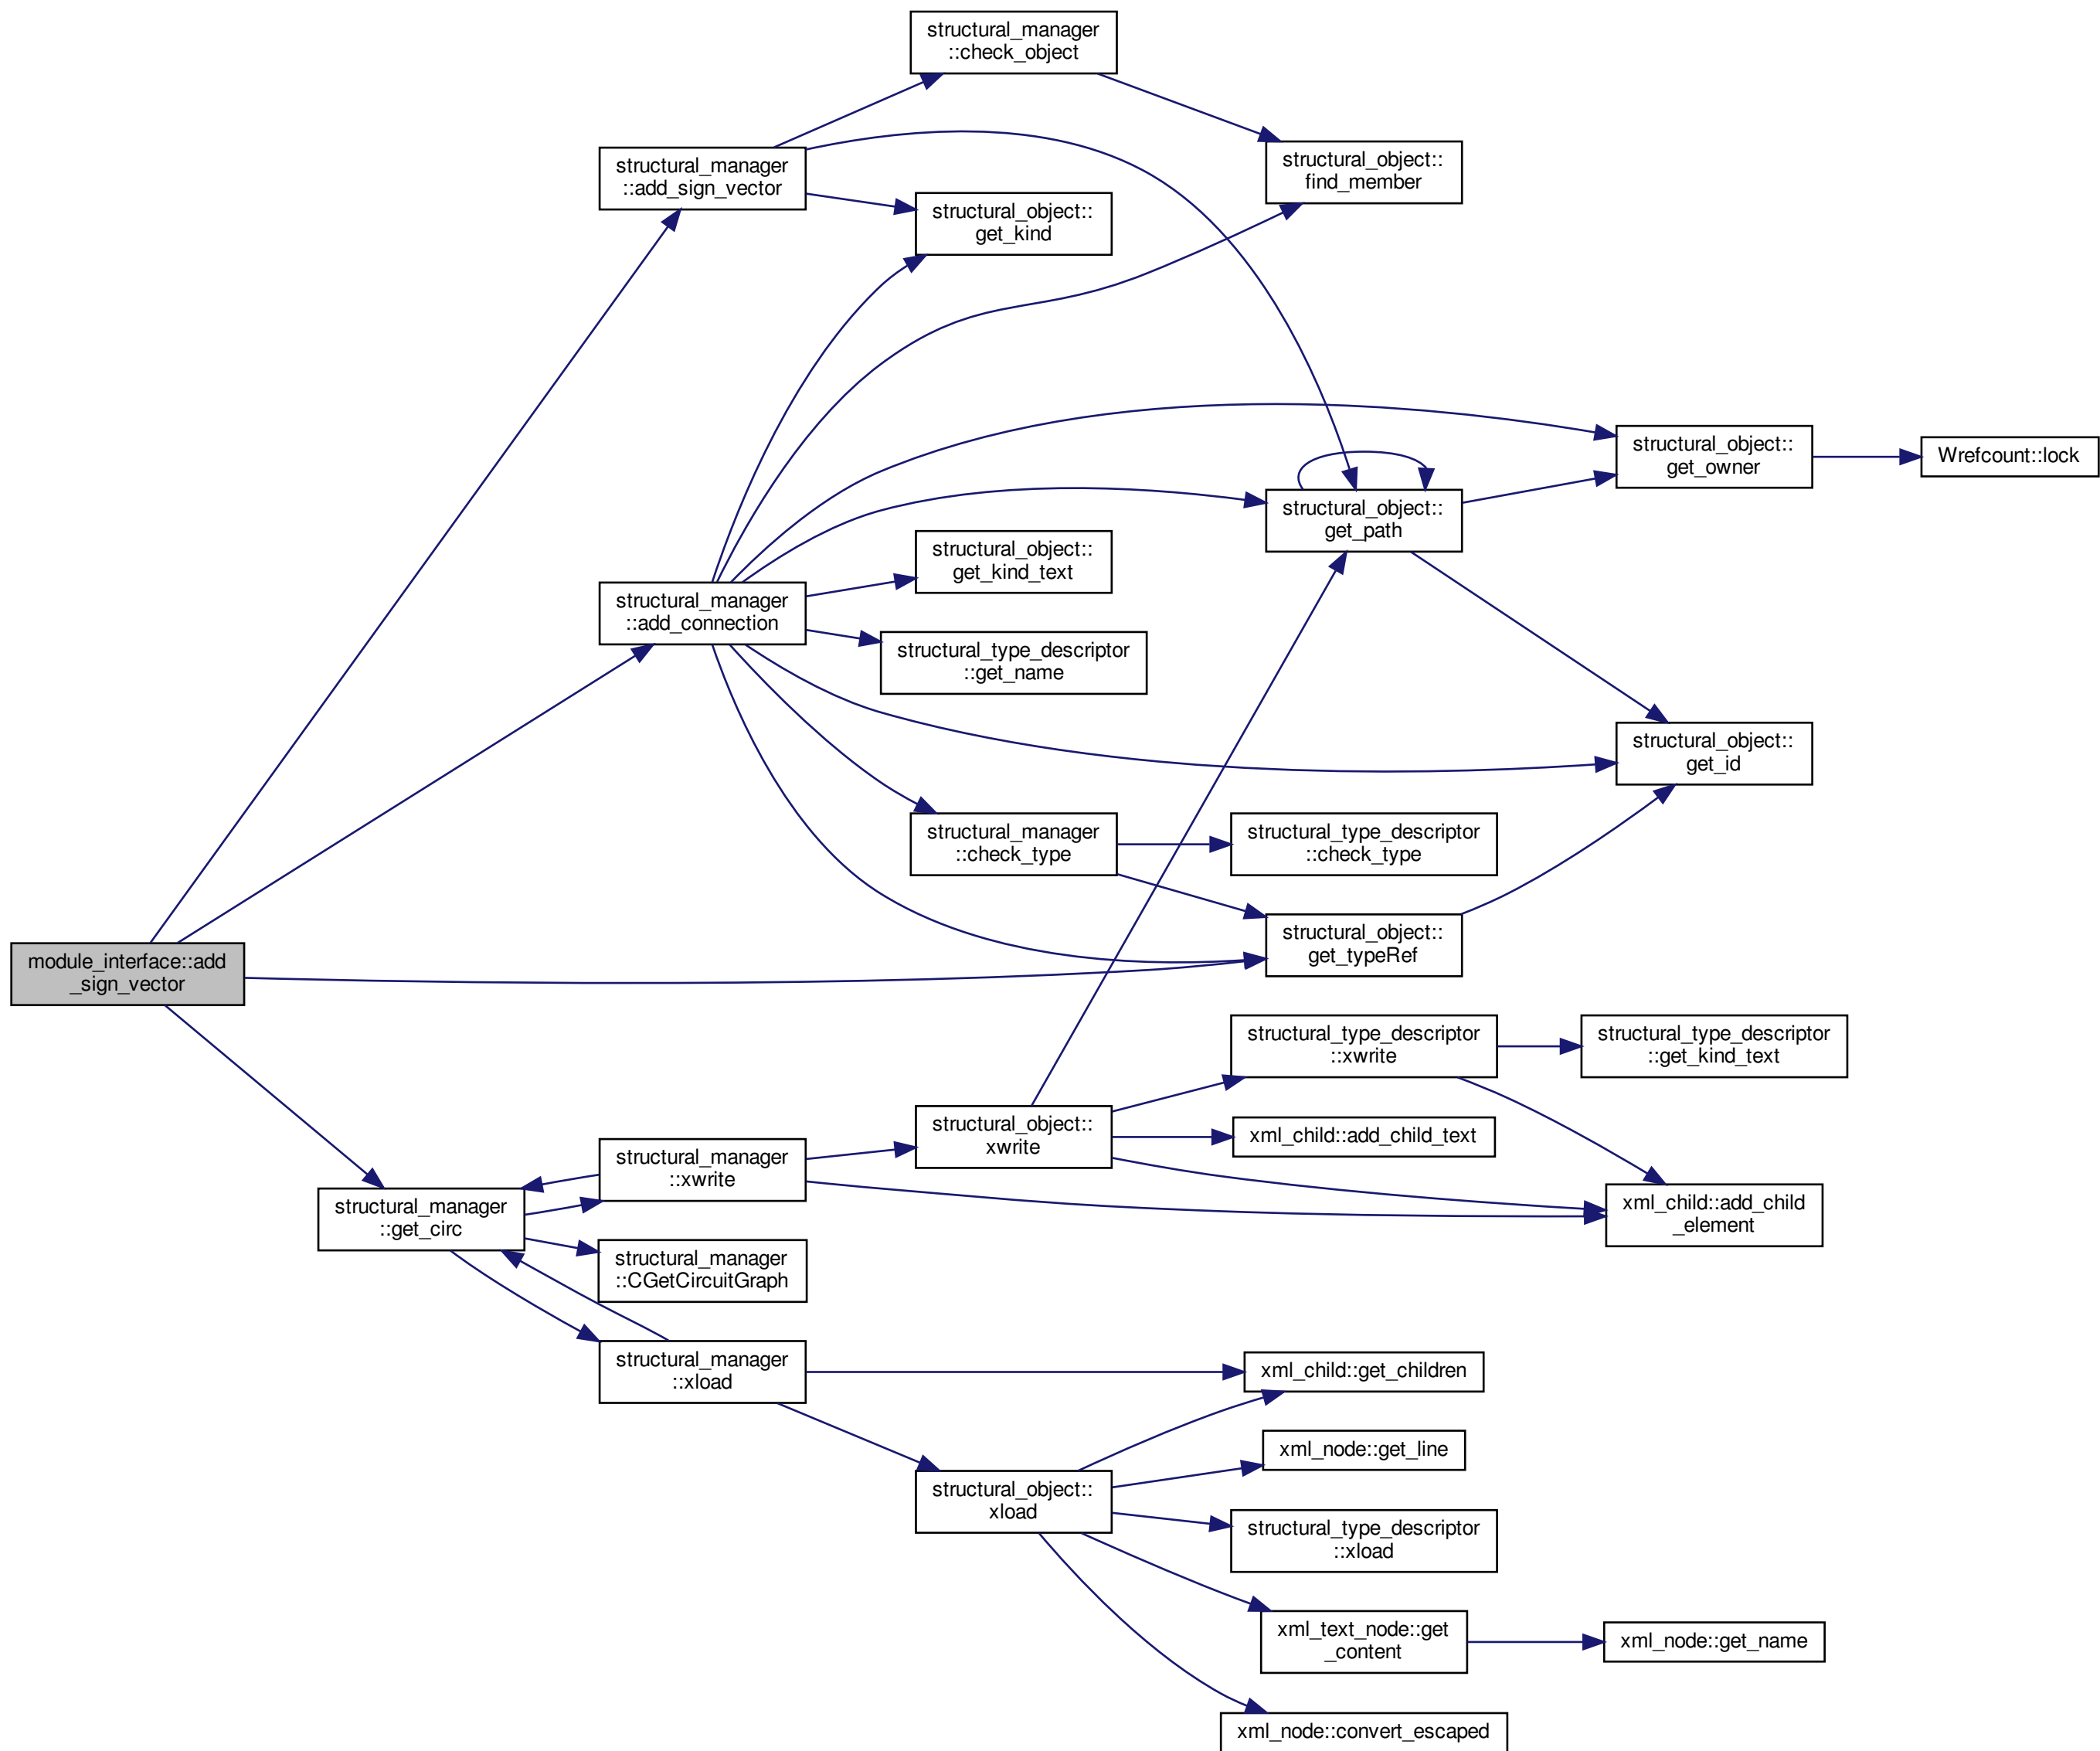 structural_manager
::check_object
structural_manager
::add_sign_vector
structural_object::
find_member
structural_object::
get_kind
structural_object::
get_owner
Wrefcount::lock
structural_object::
get_path
structural_object::
get_kind_text
structural_manager
::add_connection
structural_type_descriptor
::get_name
structural_object::
get_id
structural_manager
::check_type
structural_type_descriptor
::check_type
structural_object::
get_typeRef
module_interface::add
_sign_vector
structural_type_descriptor
::xwrite
structural_type_descriptor
::get_kind_text
structural_object::
xwrite
xml_child::add_child_text
structural_manager
::xwrite
xml_child::add_child
_element
structural_manager
::get_circ
structural_manager
::CGetCircuitGraph
structural_manager
::xload
xml_child::get_children
xml_node::get_line
structural_object::
xload
structural_type_descriptor
::xload
xml_text_node::get
_content
xml_node::get_name
xml_node::convert_escaped